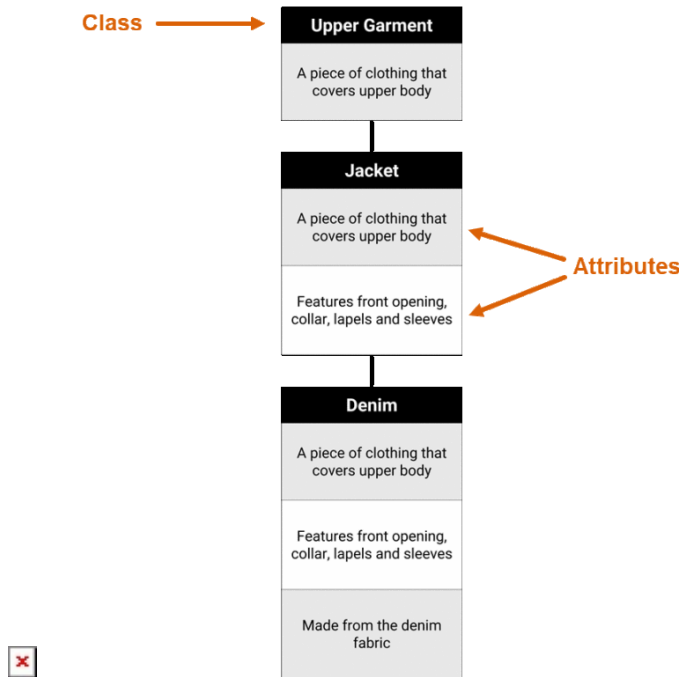 Class
Upper Garment
A piece of clothing that
covers upper body
Jacket
A piece of clothing that
covers upper body
Attributes
Features front opening,
collar, lapels and sleeves
Denim
A piece of clothing that
covers upper body
Features front opening,
collar, lapels and sleeves
Made from the denim
fabric